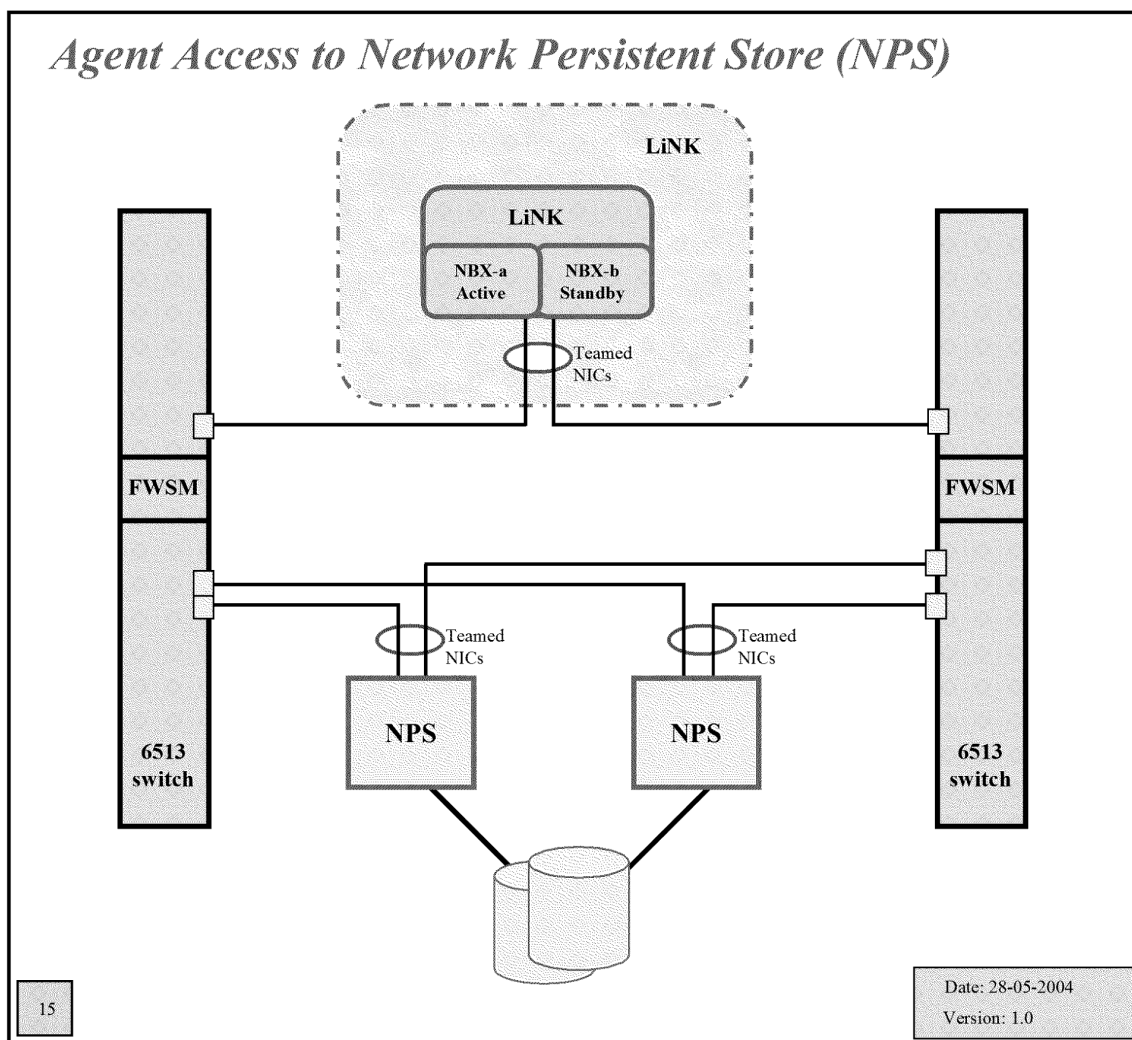 Agent Access to Network Persistent Store (NPS)
LiNK
LiNK
NBX-a
Active
NBX-b
Standby
Teamed
NICs
FWSM
FWSM
Teamed
NICs
Teamed
NICs
NPS
NPS
6513
switch
6513
switch
15
Date: 28-05-2004
Version: 1.0